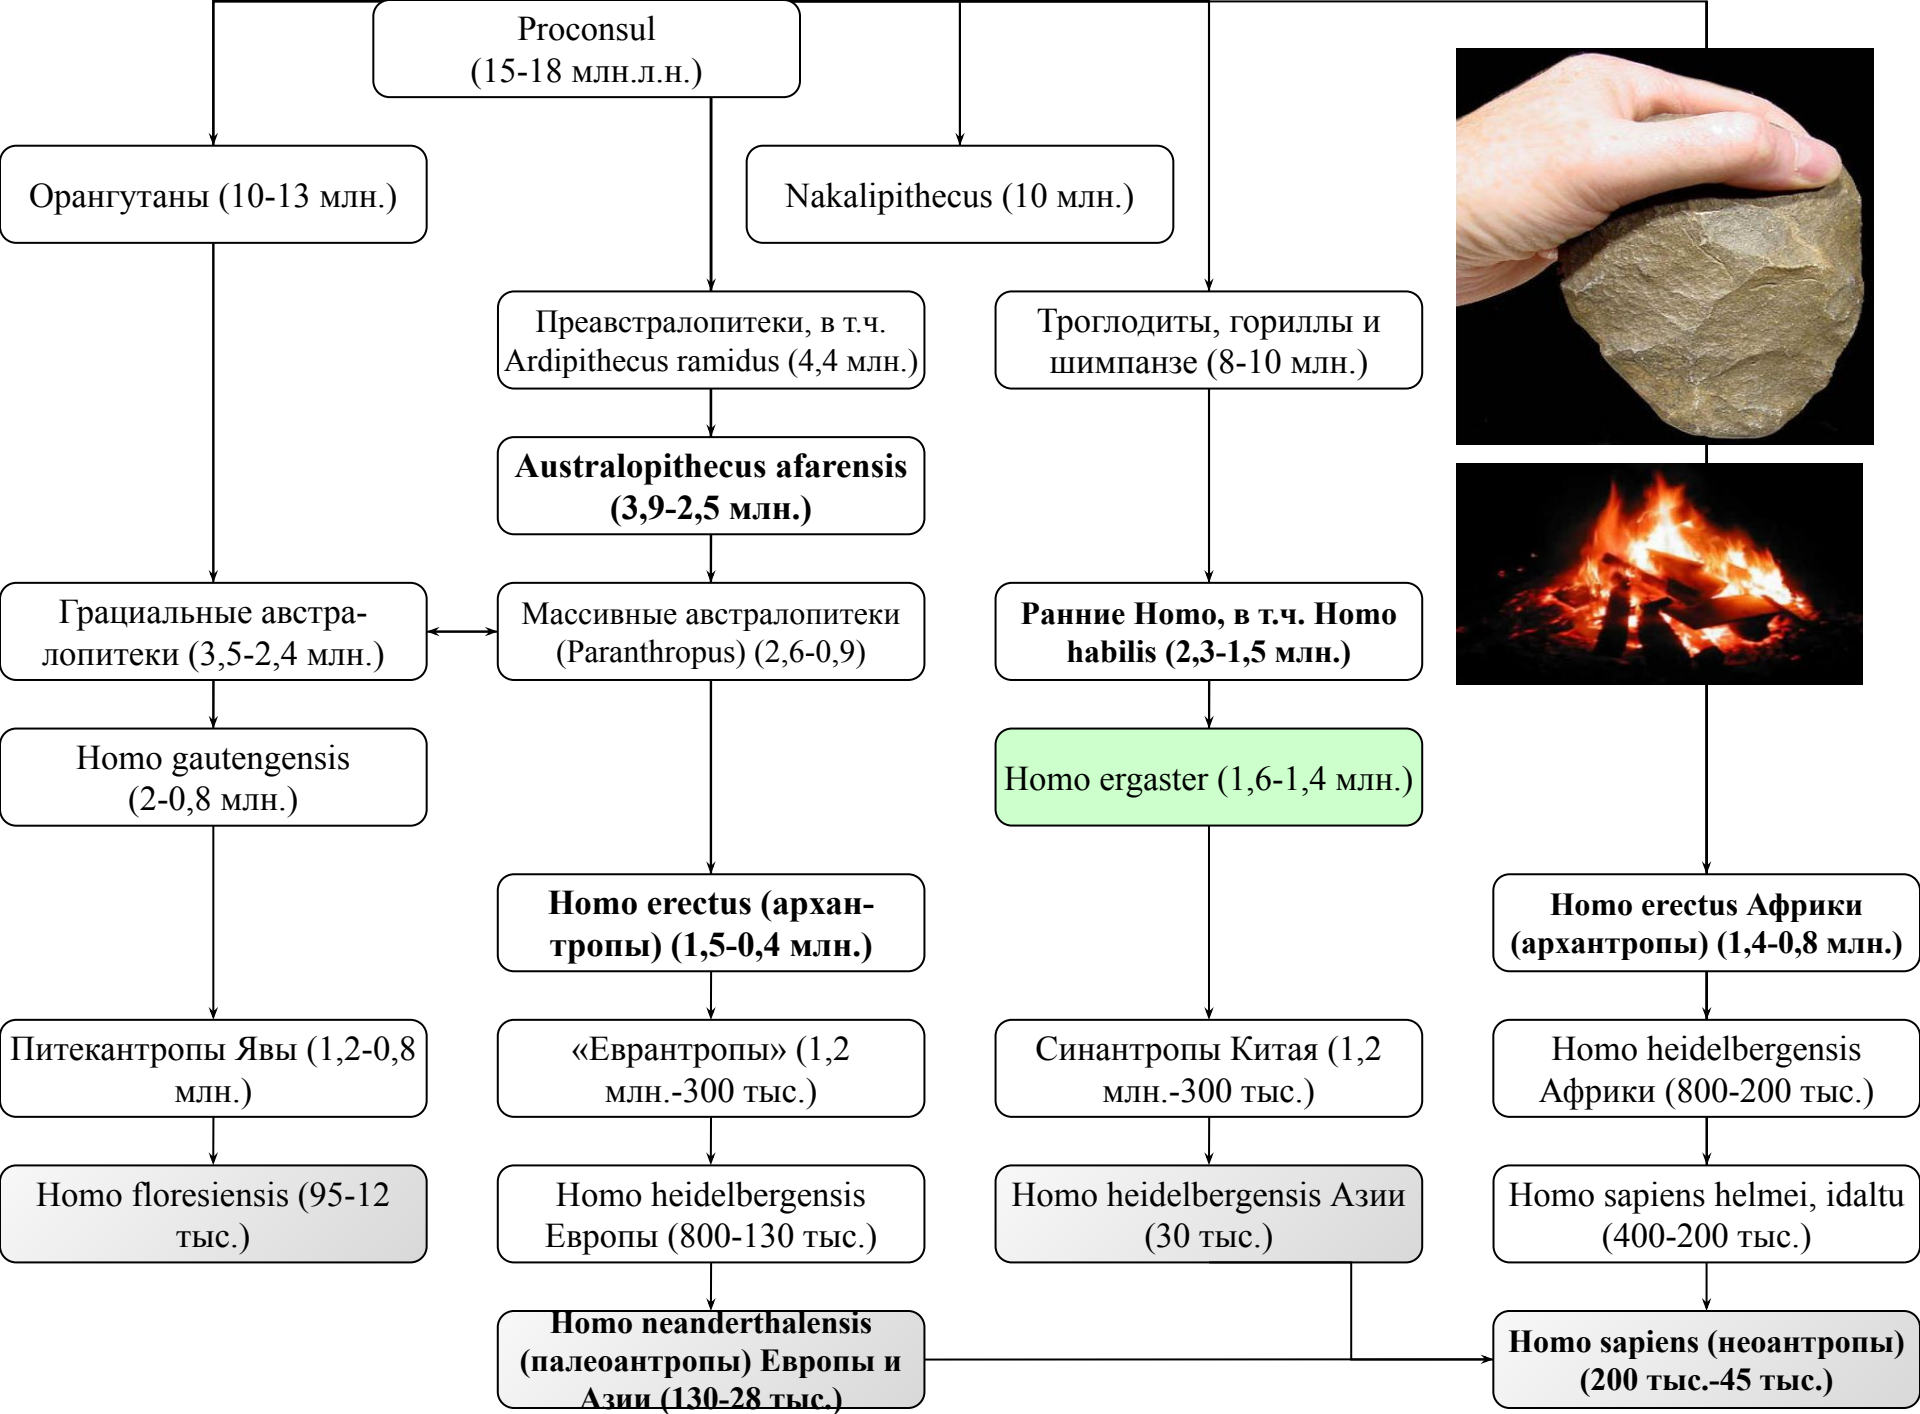 Proconsul
(15-18 млн.л.н.)
Орангутаны (10-13 млн.)
Nakalipithecus (10 млн.)
Преавстралопитеки, в т.ч.
Ardipithecus ramidus (4,4 млн.)
Троглодиты, гориллы и
шимпанзе (8-10 млн.)
Australopithecus afarensis
(3,9-2,5 млн.)
Грациальные австра-
лопитеки (3,5-2,4 млн.)
Массивные австралопитеки
(Paranthropus) (2,6-0,9)
Ранние Homo, в т.ч. Homo
habilis (2,3-1,5 млн.)
Homo gautengensis
(2-0,8 млн.)
Homo ergaster (1,6-1,4 млн.)
Homo erectus (архан-
тропы) (1,5-0,4 млн.)
Homo erectus Африки
(архантропы) (1,4-0,8 млн.)
Питекантропы Явы (1,2-0,8
млн.)
«Еврантропы» (1,2
млн.-300 тыс.)
Синантропы Китая (1,2
млн.-300 тыс.)
Homo heidelbergensis
Африки (800-200 тыс.)
Homo floresiensis (95-12
тыс.)
Homo heidelbergensis
Европы (800-130 тыс.)
Homo heidelbergensis Азии
(30 тыс.)
Homo sapiens helmei, idaltu
(400-200 тыс.)
Homo neanderthalensis
(палеоантропы) Европы и
Азии (130-28 тыс.)
Homo sapiens (неоантропы)
(200 тыс.-45 тыс.)